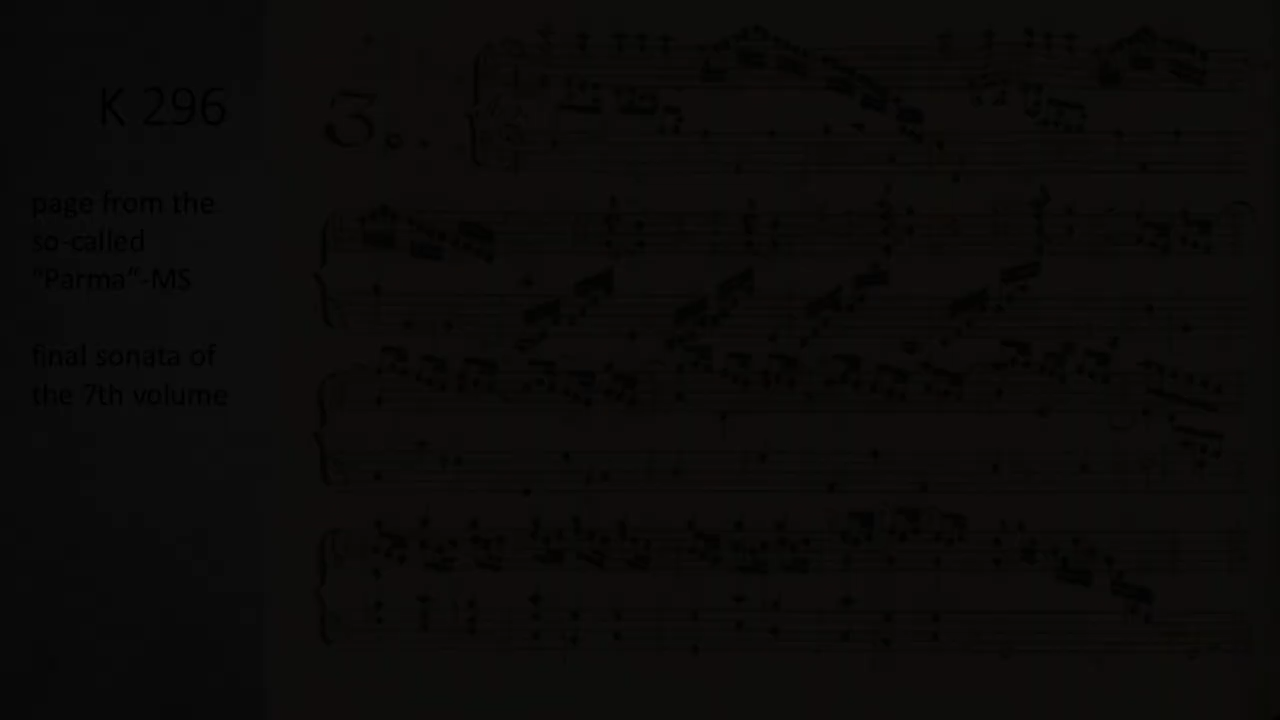 K 296
3.
page from the
so-called
"Parma"-MS
final sonata of
the 7th volume